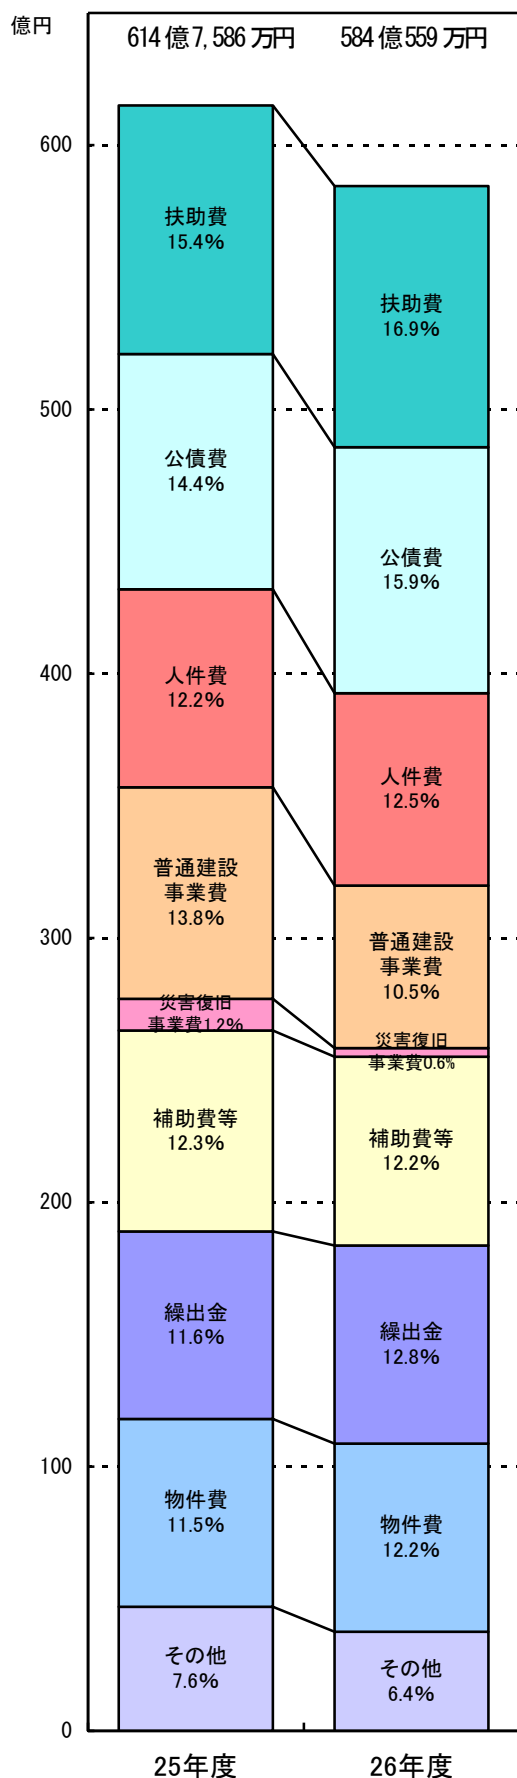 億円
614億7,586万円
584億559万円
600
500
400
300
200
100
0
扶助費
15.4%
公債費
14.4%
人件費
12.2%
普通建設
事業費
13.8%
災害復旧
事業費1.2%
補助費等
12.3%
繰出金
11.6%
物件費
11.5%
その他
7.6%
扶助費
16.9%
公債費
15.9%
人件費
12.5%
普通建設
事業費
10.5%
災害復旧
事業費0.6%
補助費等
12.2%
繰出金
12.8%
物件費
12.2%
その他
6.4%
25年度
26年度